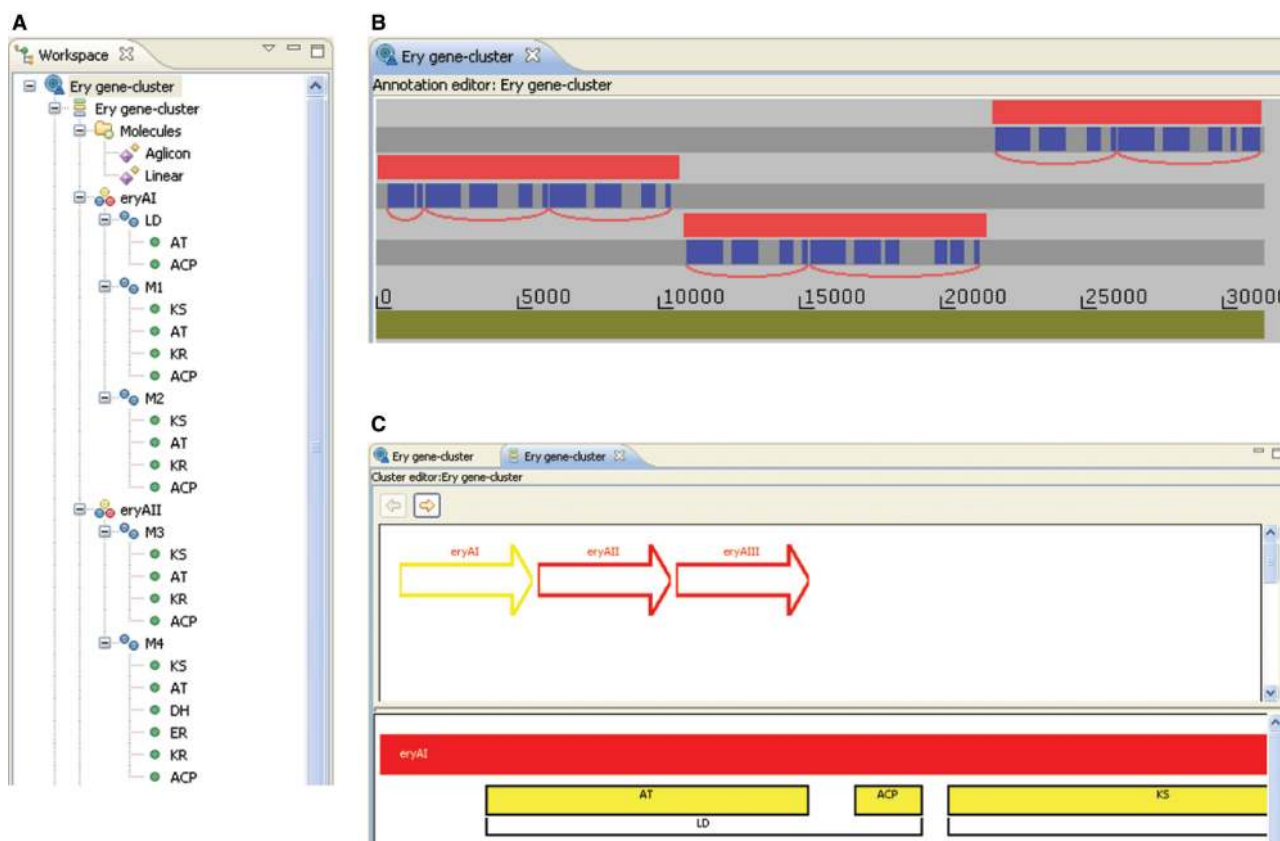 A
Workspace
Ery gene-cluster
Ery gene-cluster
Molecules
Aglicon
Linear
eryAI
LD
AT
ACP
M1
KS
AT
KR
ACP
M2
KS
AT
KR
ACP
eryAII
M3
KS
AT
KR
ACP
M4
KS
AT
DH
ER
KR
ACP
B
Ery gene-cluster
Annotation editor: Ery gene-cluster
0 5000 10000 15000 20000 25000
C
Ery gene-cluster Ery gene-cluster
Cluster editor:Ery gene-cluster
eryAI eryAII eryAIII
eryAI
AT ACP KS
LD